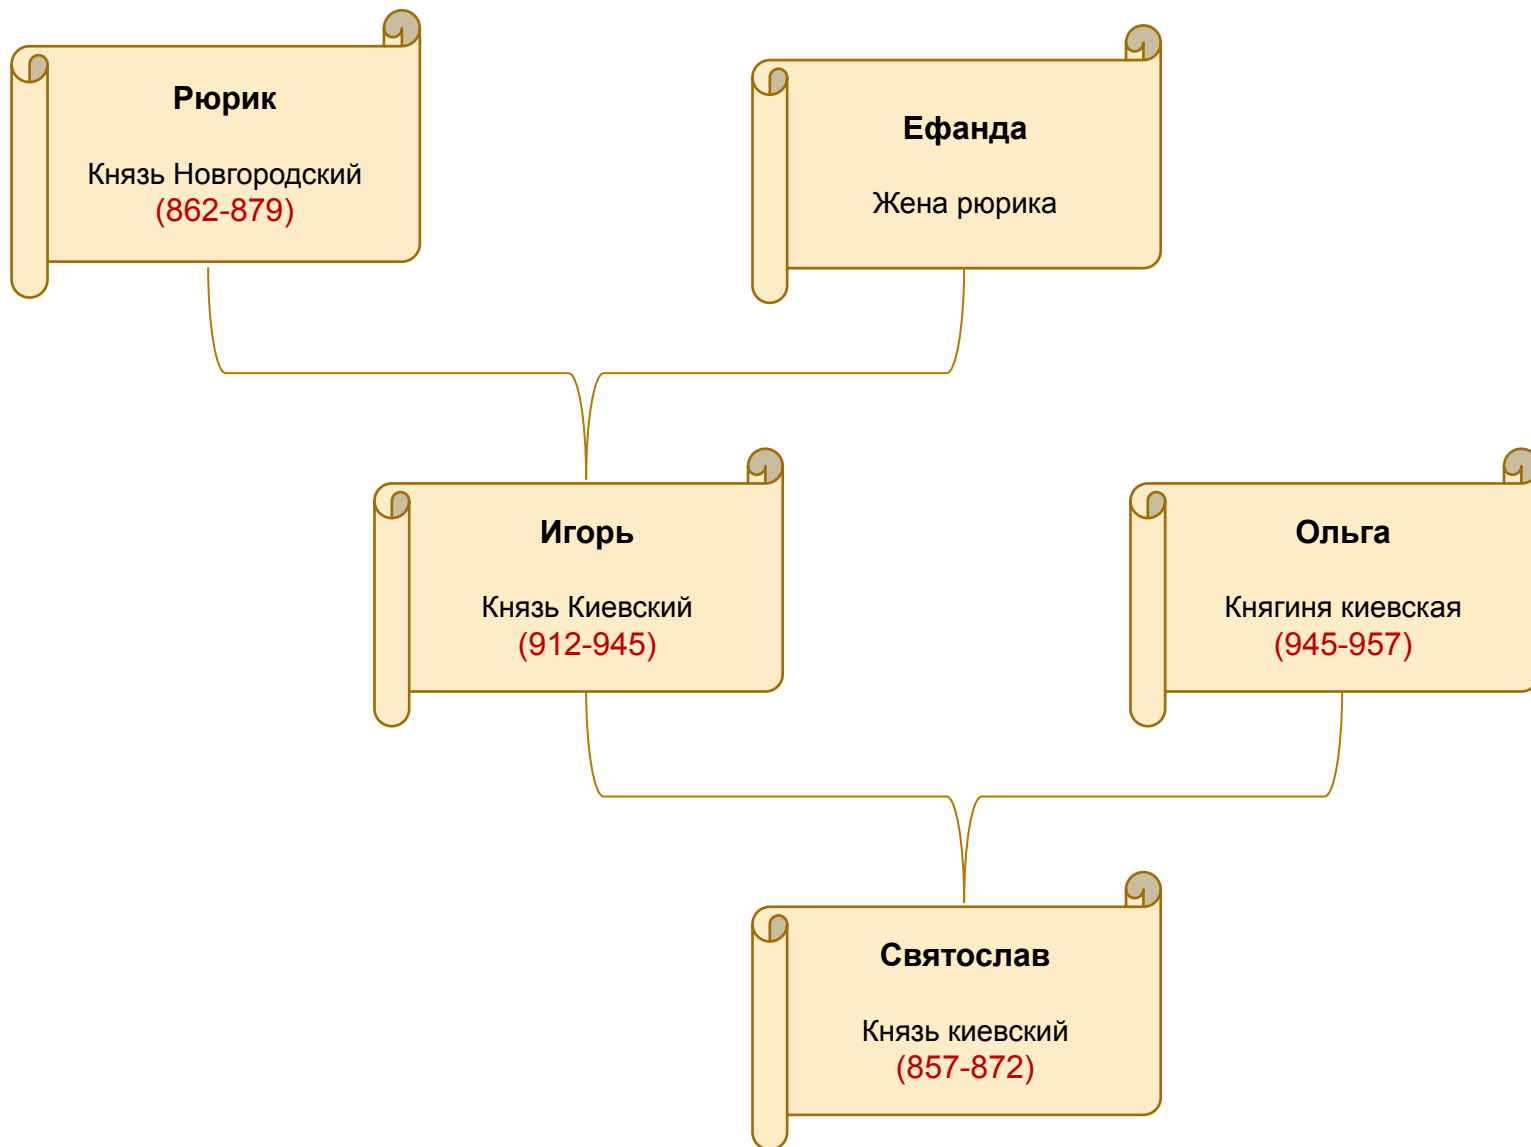 Рюрик
Князь Новгородский
(862-879)
Ефанда
Жена рюрика
Игорь
Князь Киевский
(912-945)
Ольга
Княгиня киевская
(945-957)
Святослав
Князь киевский
(857-872)